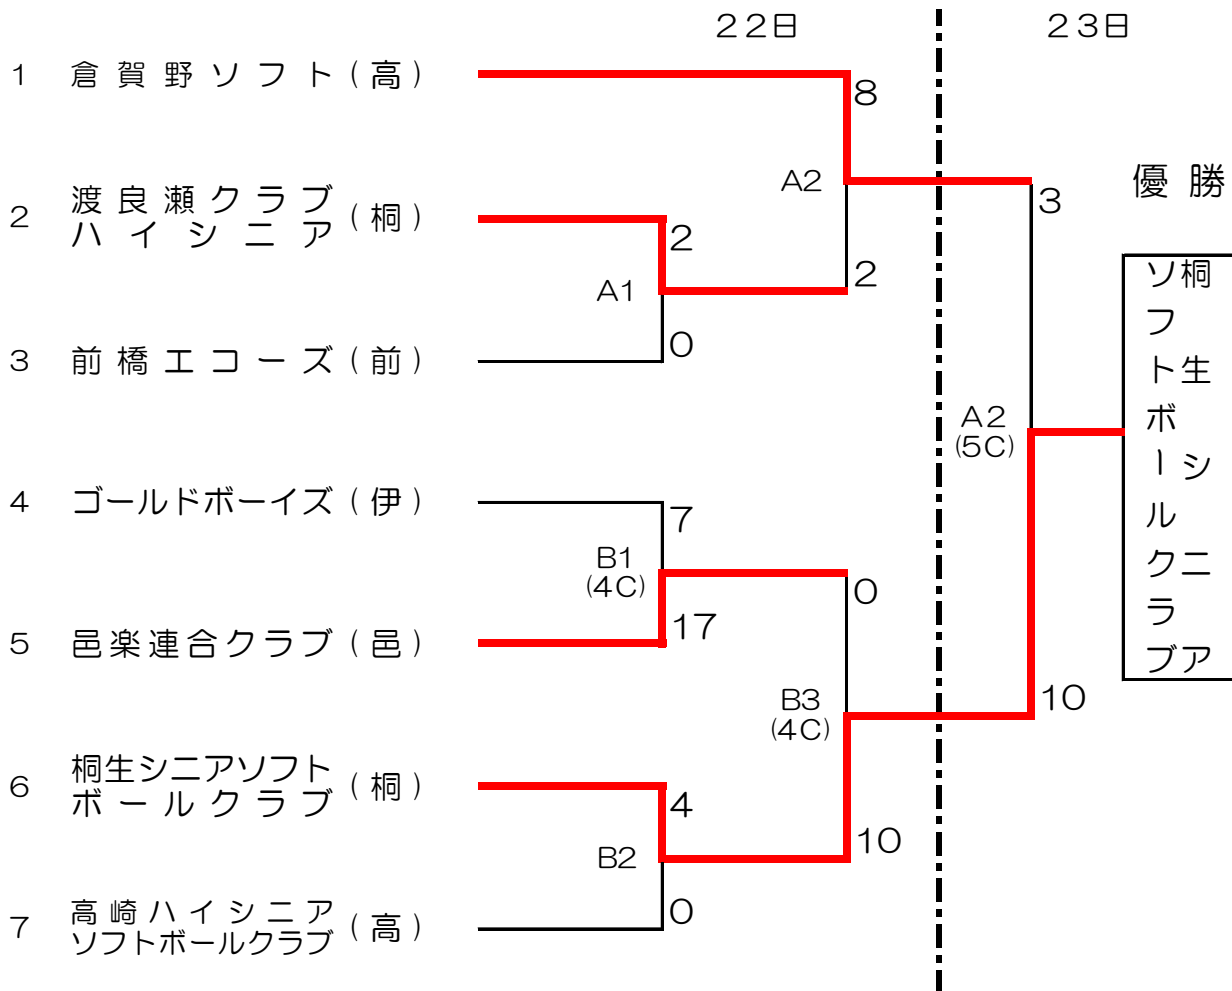 22日
23日
1 倉賀野ソフト(高)
8
A2
3
優勝
2 渡良瀬クラブ
ハイシニア (桐)
2
A1
2
0
3 前橋エコーズ(前)
桐生シニア
ソフトボールクラブ
A2
(5C)
4 ゴールドボーイズ(伊)
7
B1
(4C)
0
17
5 邑楽連合クラブ(邑)
B3
(4C)
10
6 桐生シニアソフト
ボールクラブ (桐)
4
10
B2
0
7 高崎ハイシニア
ソフトボールクラブ (高)